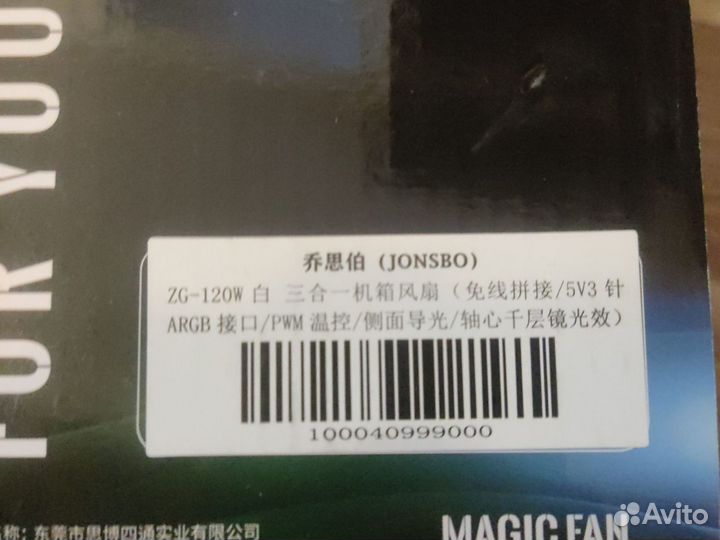 FOR YOU
乔思伯（JONSBO）
ZG-120W 白 三合一机箱风扇（免线拼接/5V3 针
ARGB 接口/PWM 温控/侧面导光/轴心千层镜光效）
100040999000
称：东莞市思博四通实业有限公司
MAGIC FAN
Avito